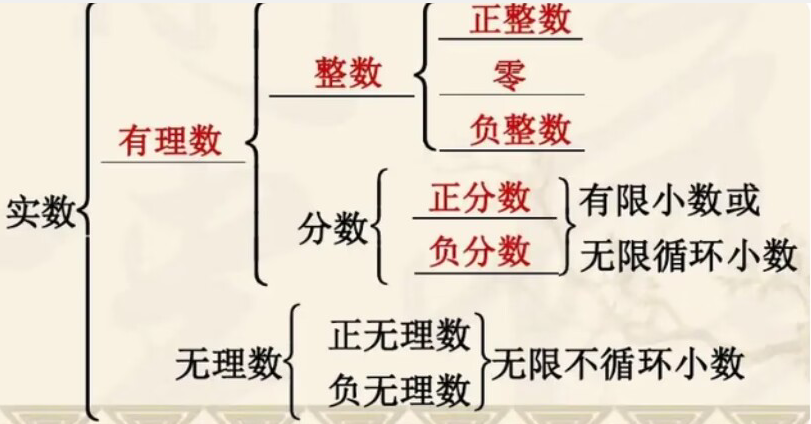 正整数
整数
零
负整数
有理数
实数
分数
正分数
负分数
有限小数或
无限循环小数
无理数
正无理数
负无理数
无限不循环小数